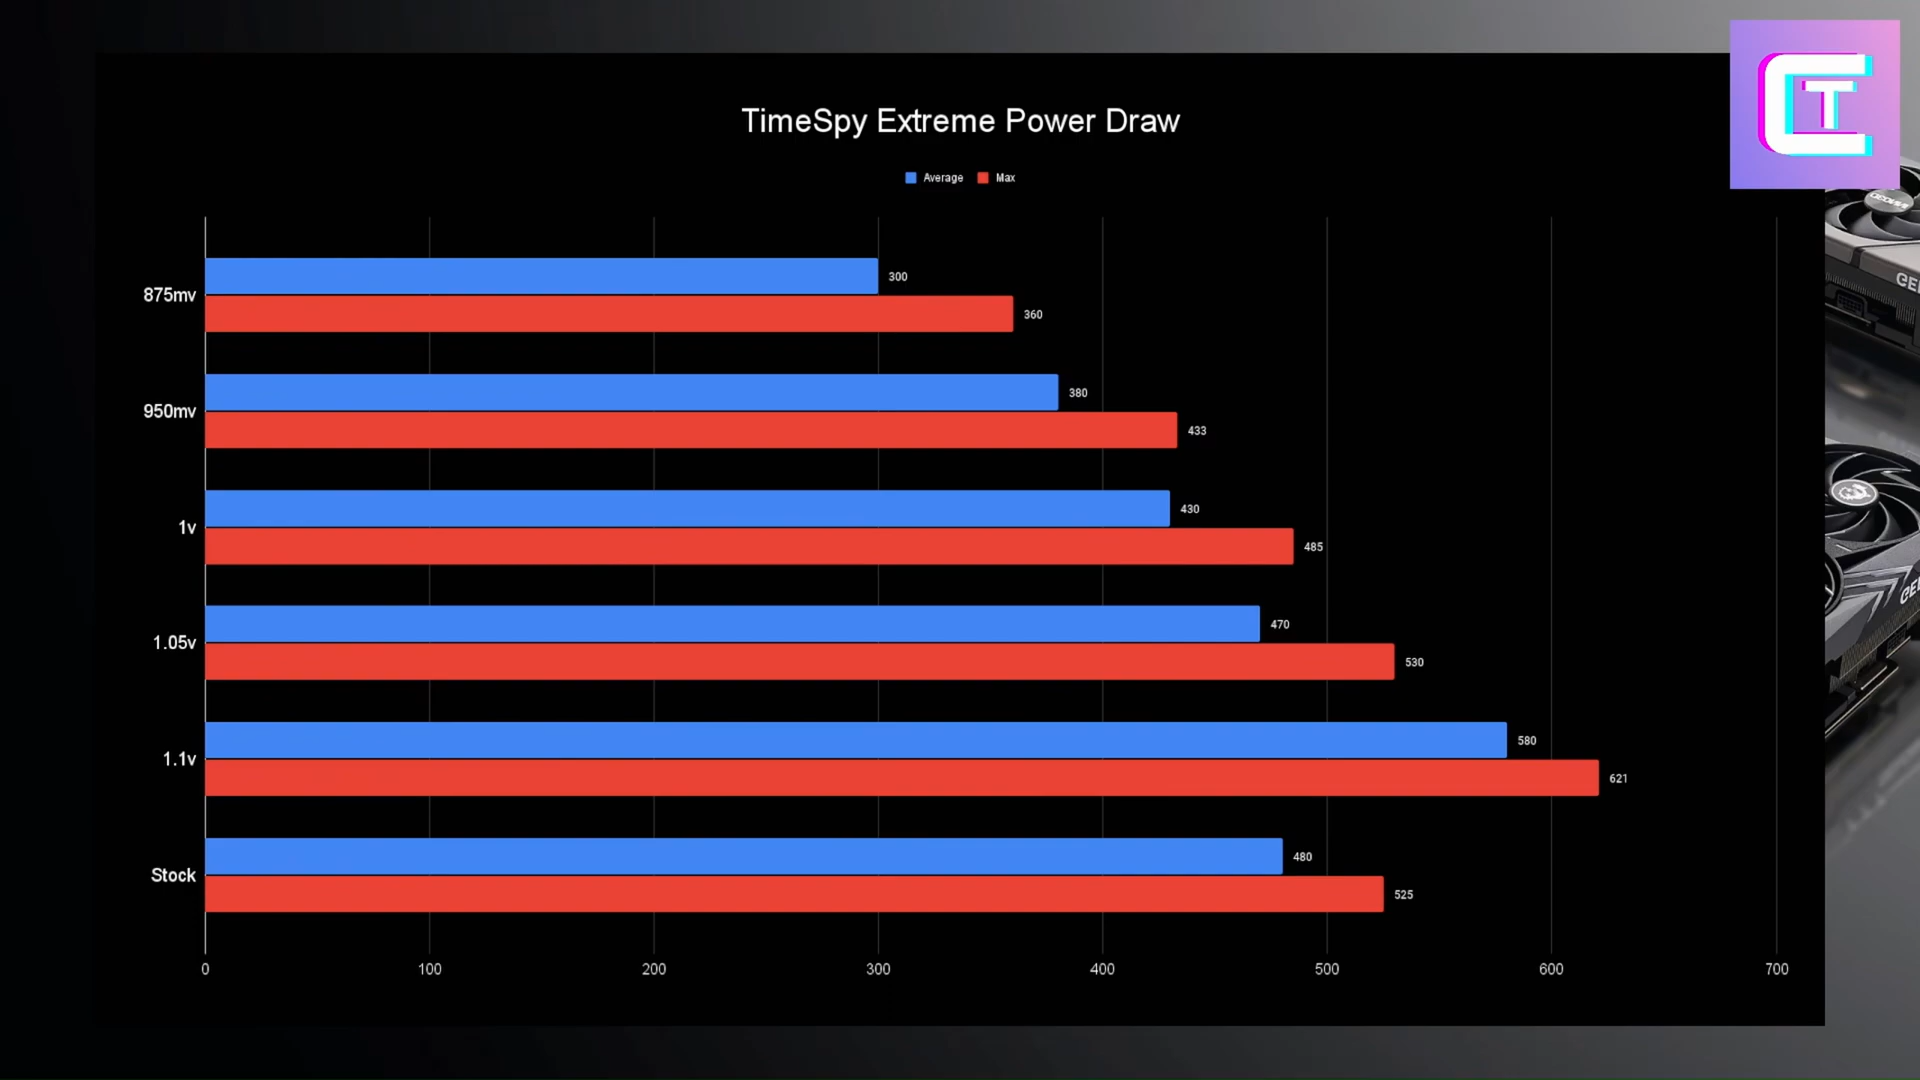 TimeSpy Extreme Power Draw
Average Max
875mv 300
360
950mv 380
433
1v 430
485
1.05v 470
530
1.1v 580
621
Stock 480
525
0 100 200 300 400 500 600 700
CT